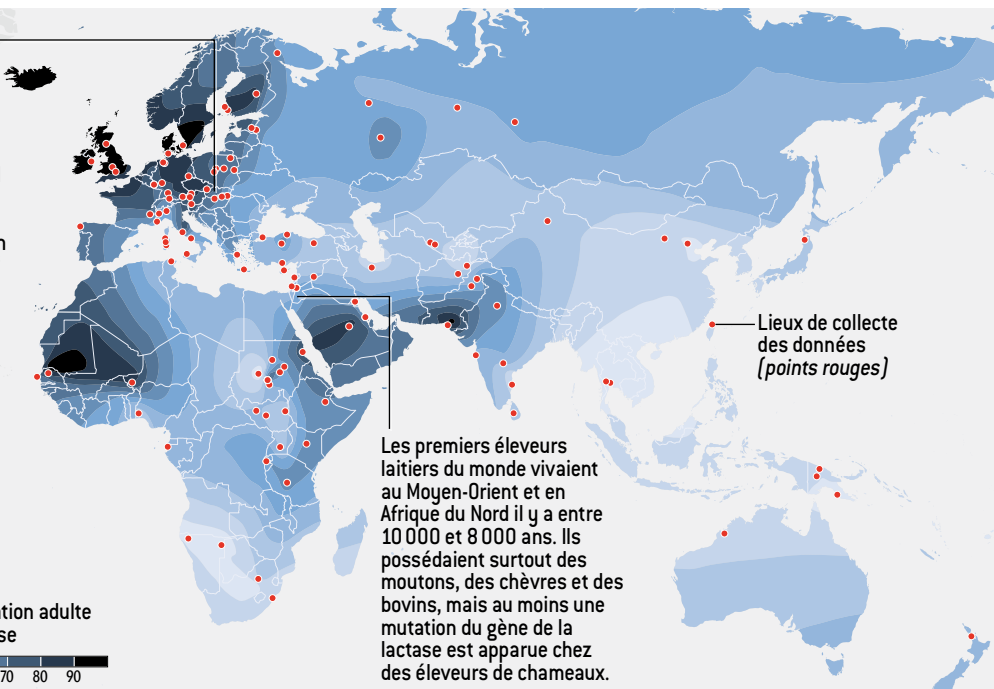 n
Lieux de collecte
des données
(points rouges)
Les premiers éleveurs
laitiers du monde vivaient
au Moyen-Orient et en
Afrique du Nord il y a entre
10 000 et 8 000 ans. Ils
possédaient surtout des
moutons, des chèvres et des
bovins, mais au moins une
mutation du gène de la
lactase est apparue chez
des éleveurs de chameaux.
tion adulte
se
70 80 90